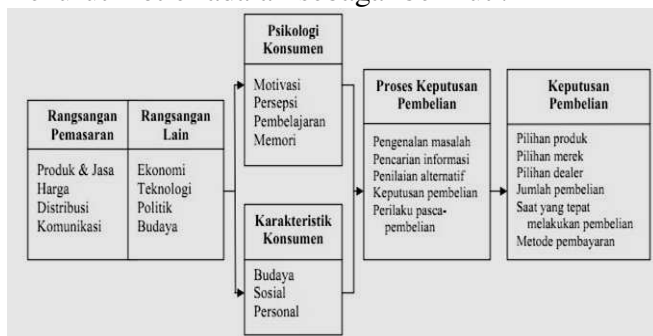 Psikologi
Konsumen
Motivasi
Persepsi
Pembelajaran
Memori
Rangsangan
Pemasaran
Produk & Jasa
Harga
Distribusi
Komunikasi
Rangsangan
Lain
Ekonomi
Teknologi
Politik
Budaya
Karakteristik
Konsumen
Budaya
Sosial
Personal
Proses Keputusan
Pembelian
Pengenalan masalah
Pencarian informasi
Penilaian alternatif
Keputusan pembelian
Perilaku pasca-
pembelian
Keputusan
Pembelian
Pilihan produk
Pilihan merek
Pilihan dealer
Jumlah pembelian
Saat yang tepat
melakukan pembelian
Metode pembayaran